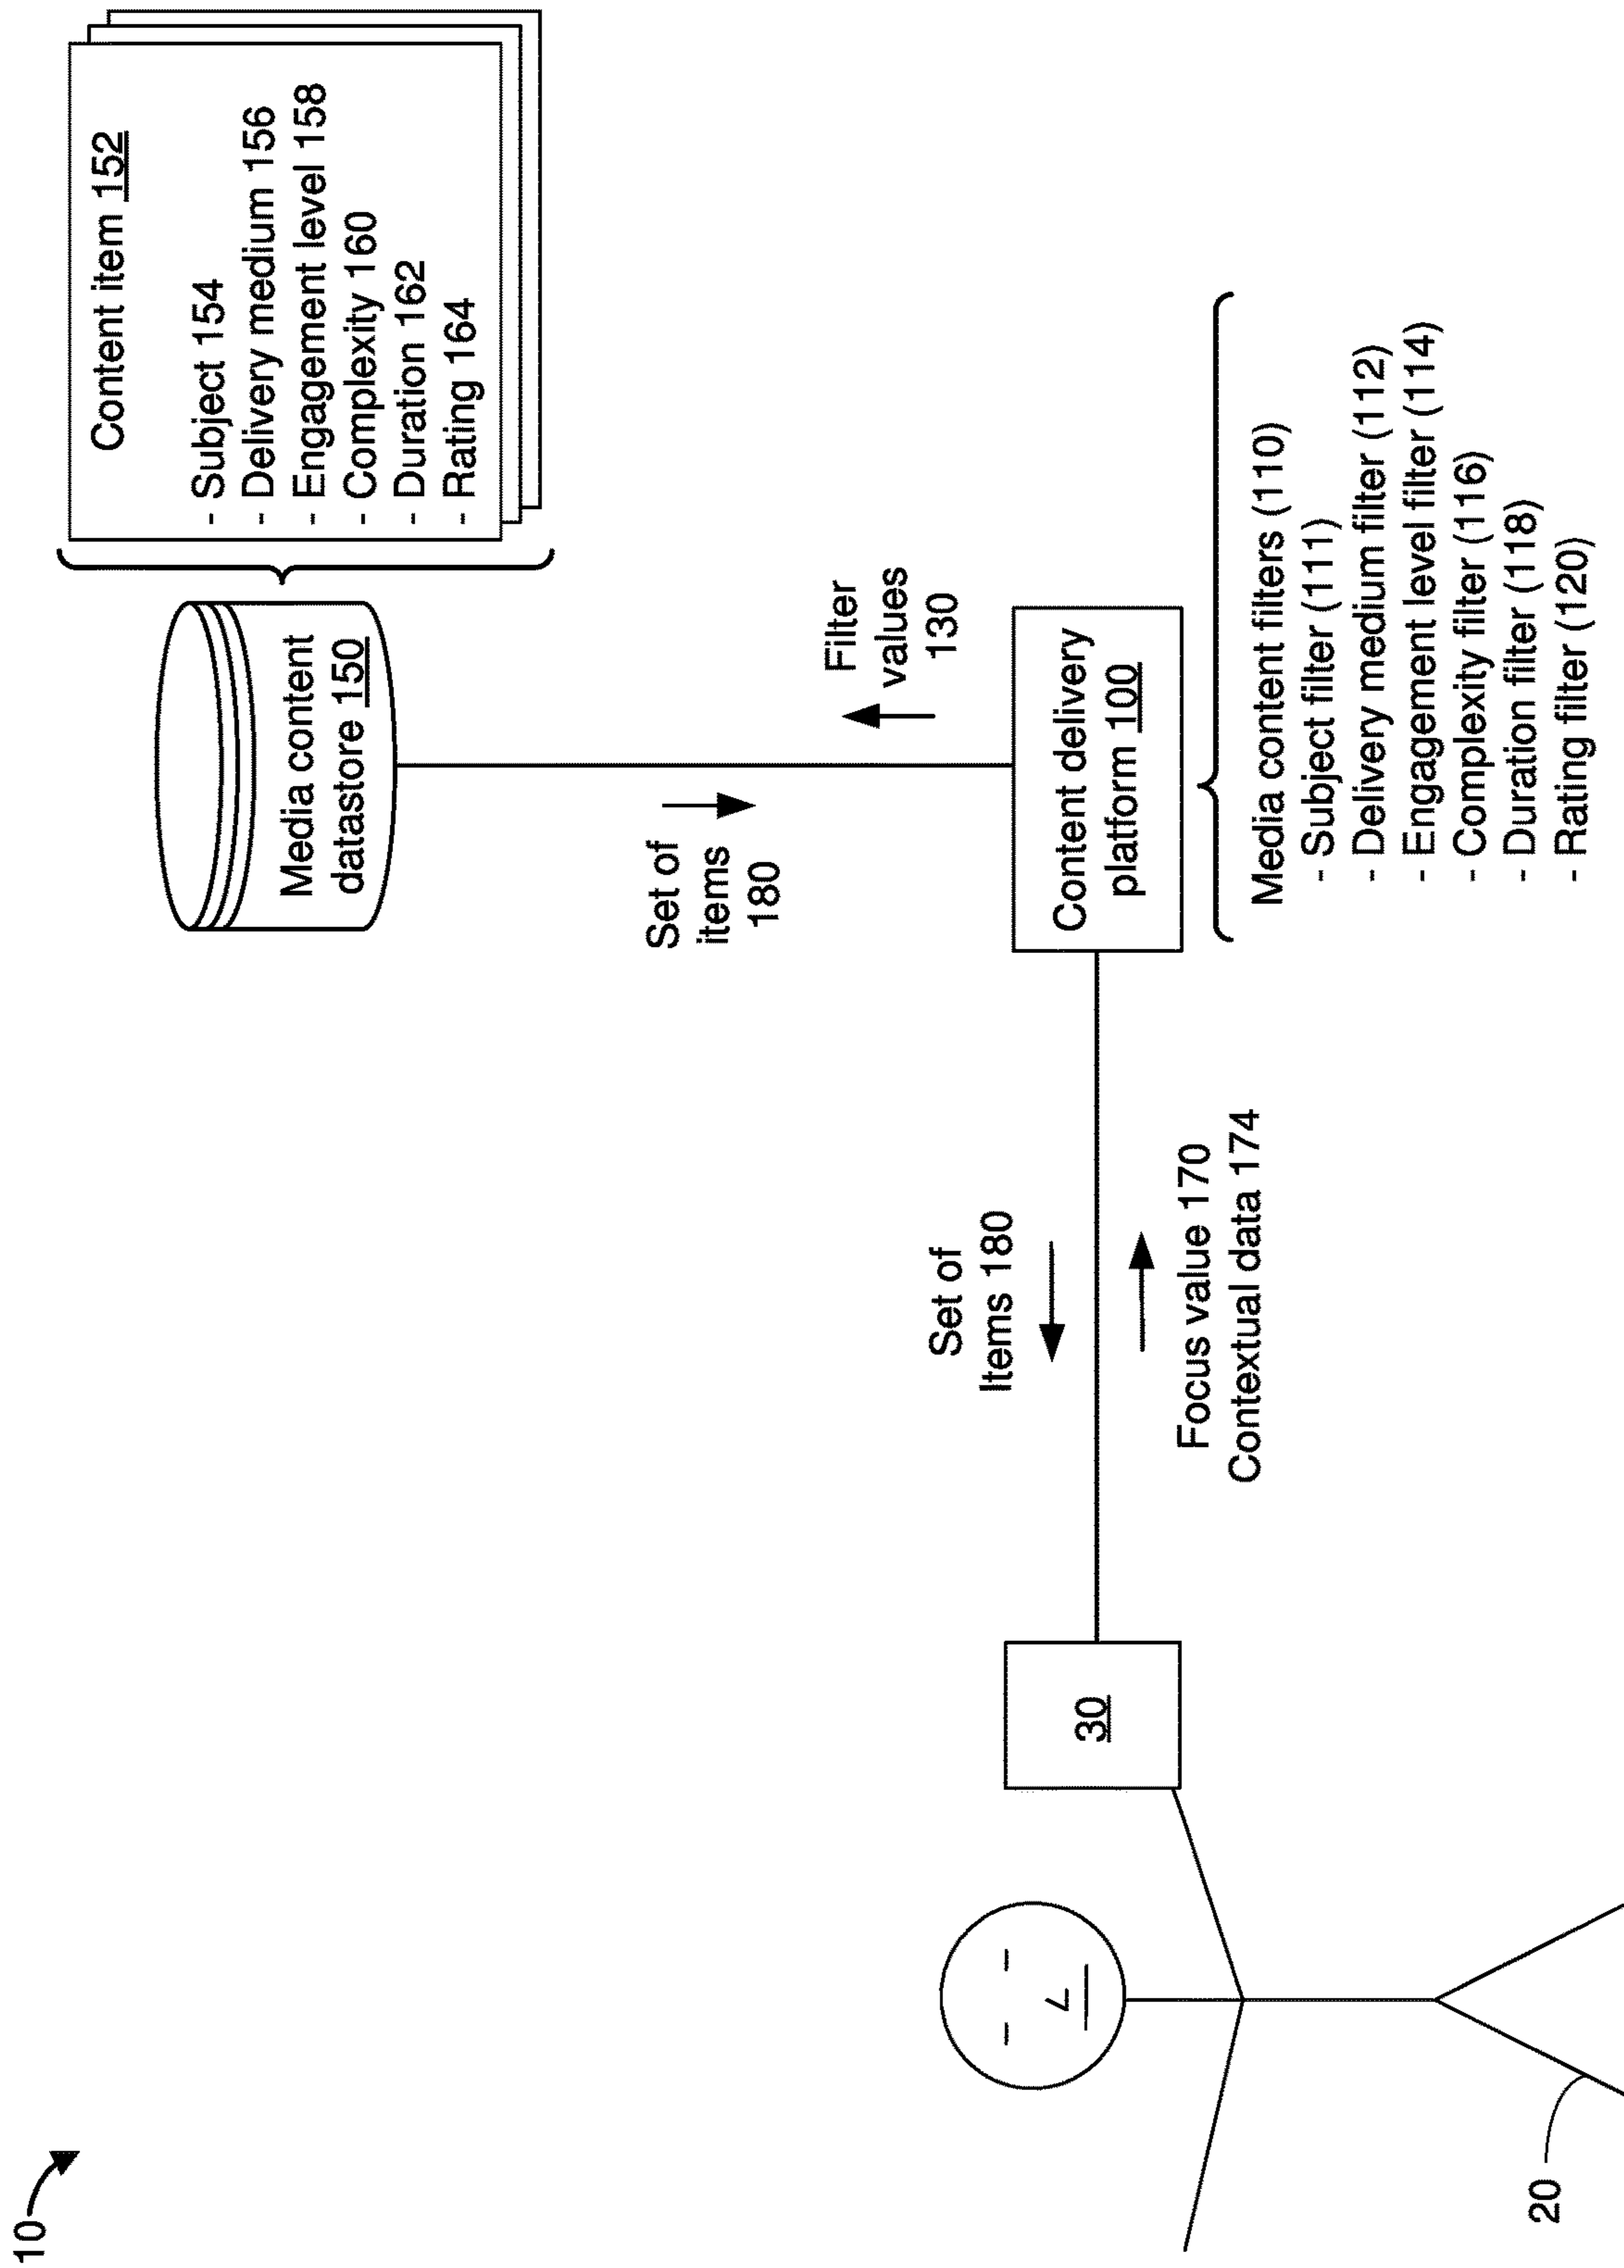 10
Content item 152
- Subject 154
- Delivery medium 156
- Engagement level 158
- Complexity 160
- Duration 162
- Rating 164
Media content
datastore 150
Set of
items
180
Filter
values
130
Set of
Items 180
30
Content delivery
platform 100
Focus value 170
Contextual data 174
Media content filters (110)
- Subject filter (111)
- Delivery medium filter (112)
- Engagement level filter (114)
- Complexity filter (116)
- Duration filter (118)
- Rating filter (120)
20